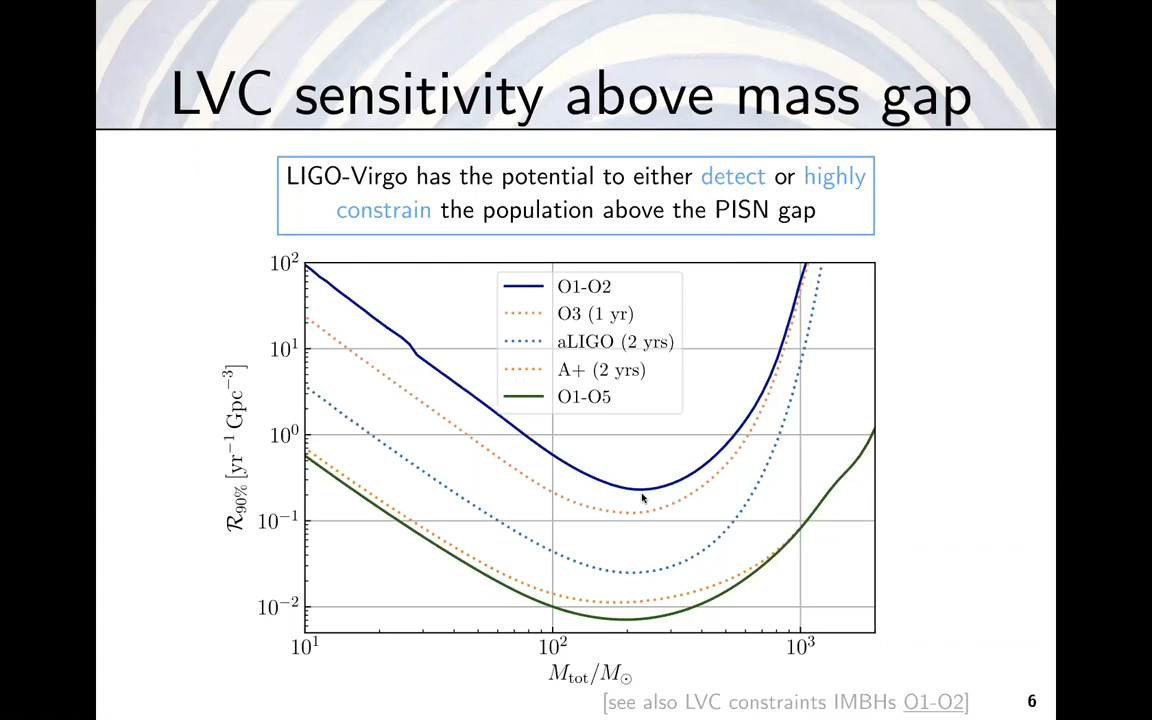 LVC sensitivity above mass gap
LIGO-Virgo has the potential to either detect or highly
constrain the population above the PISN gap
10²
10¹
10⁰
10⁻¹
10⁻²
R₉₀% [yr⁻¹ Gpc⁻³]
O1-O2
O3 (1 yr)
aLIGO (2 yrs)
A+ (2 yrs)
O1-O5
10¹
10²
10³
Mtot/M☉
[see also LVC constraints IMBHs O1-O2]
6